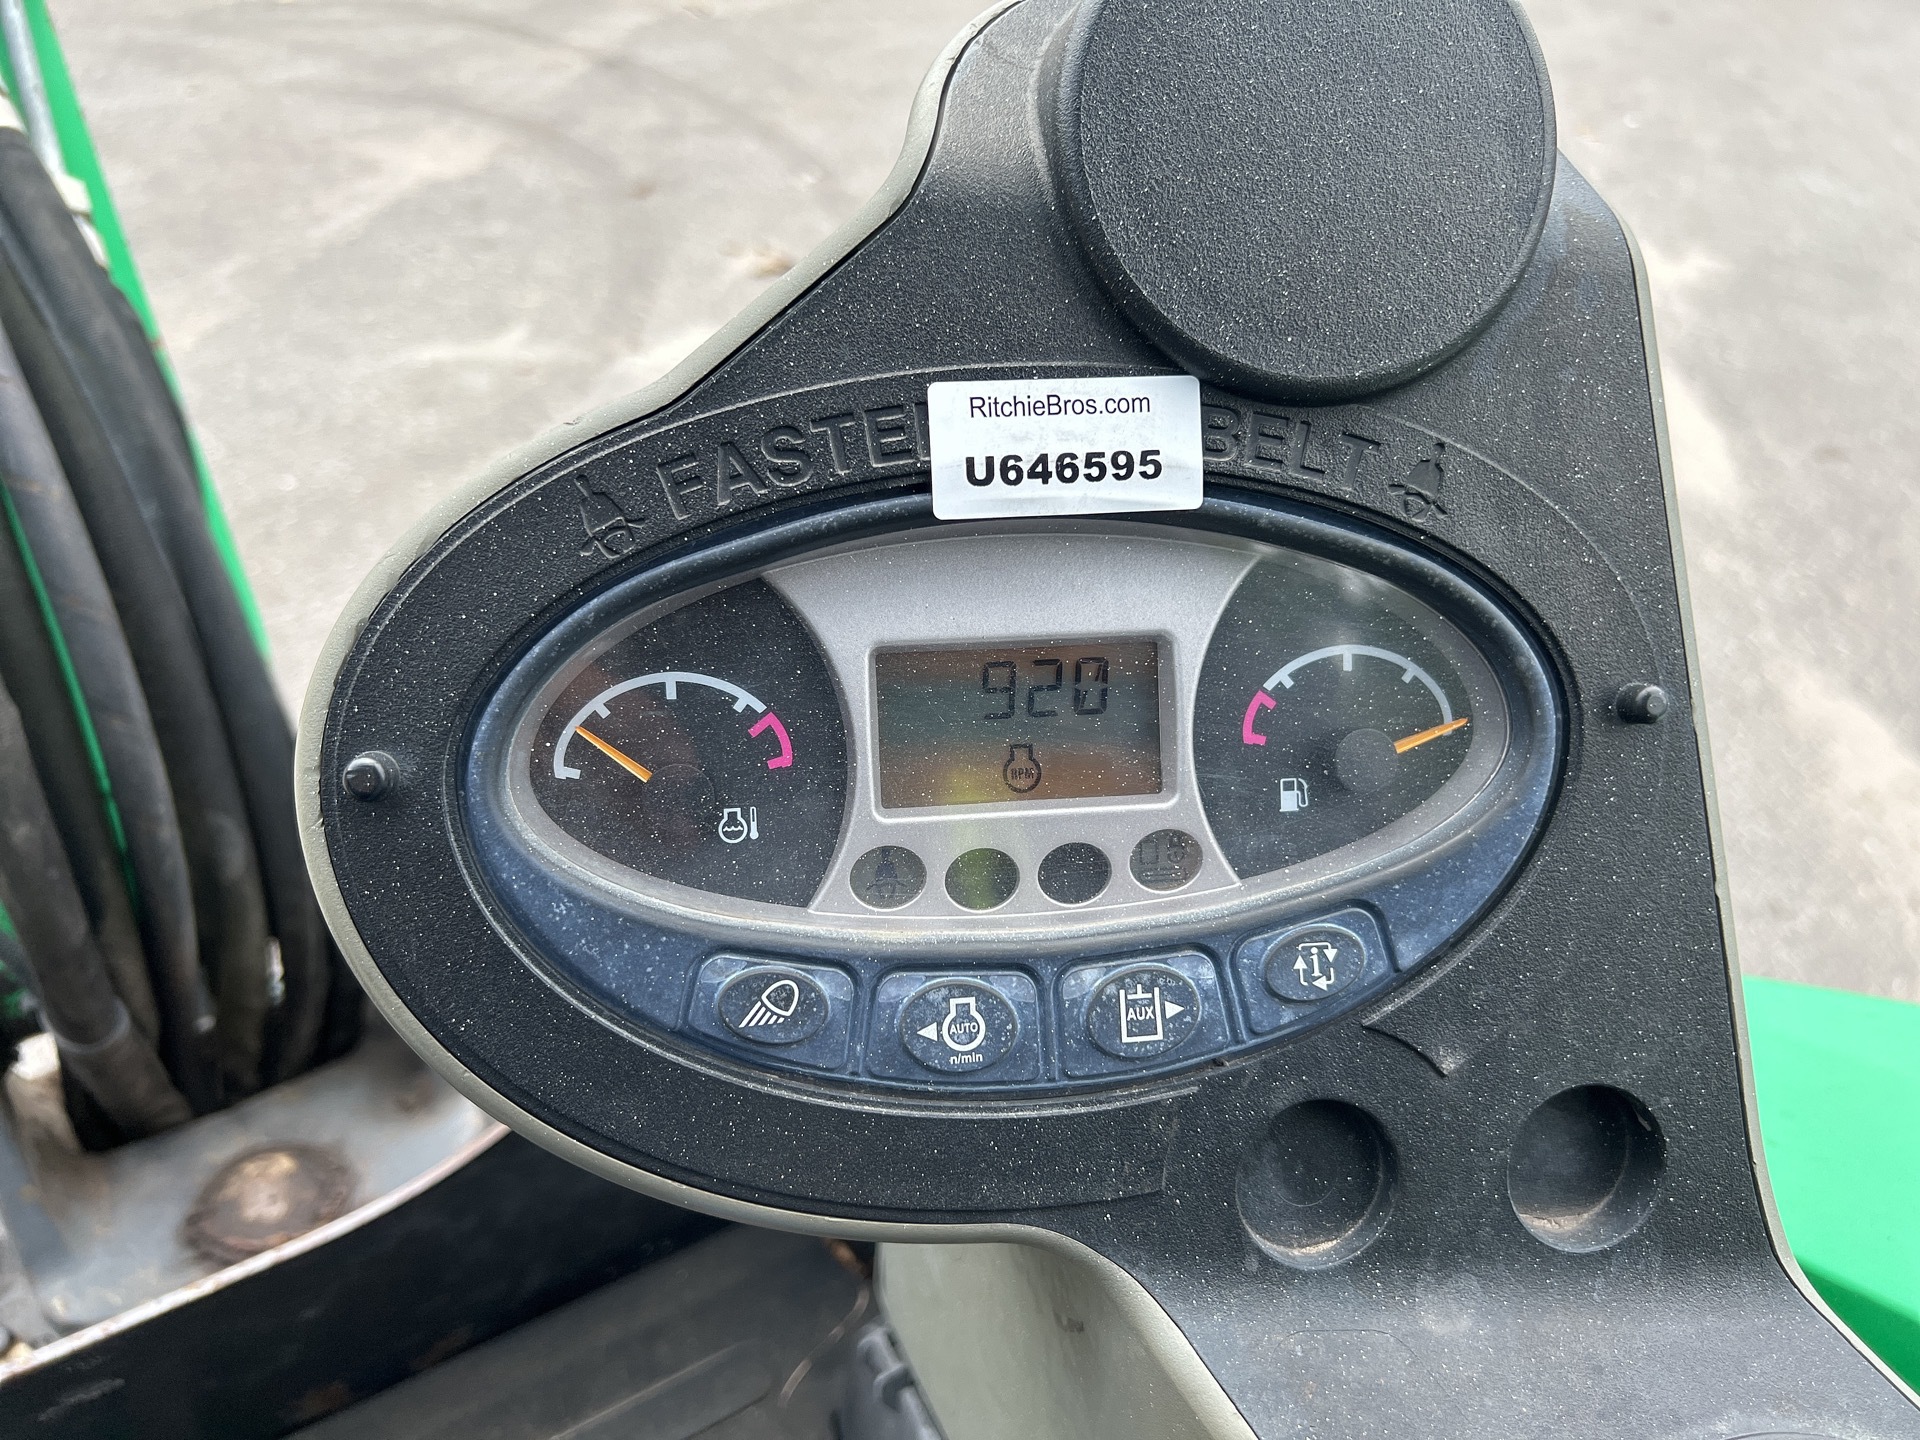 RitchieBros.com
U646595
FASTE BELT
920
RPM
AUTO
n/min
AUX
i